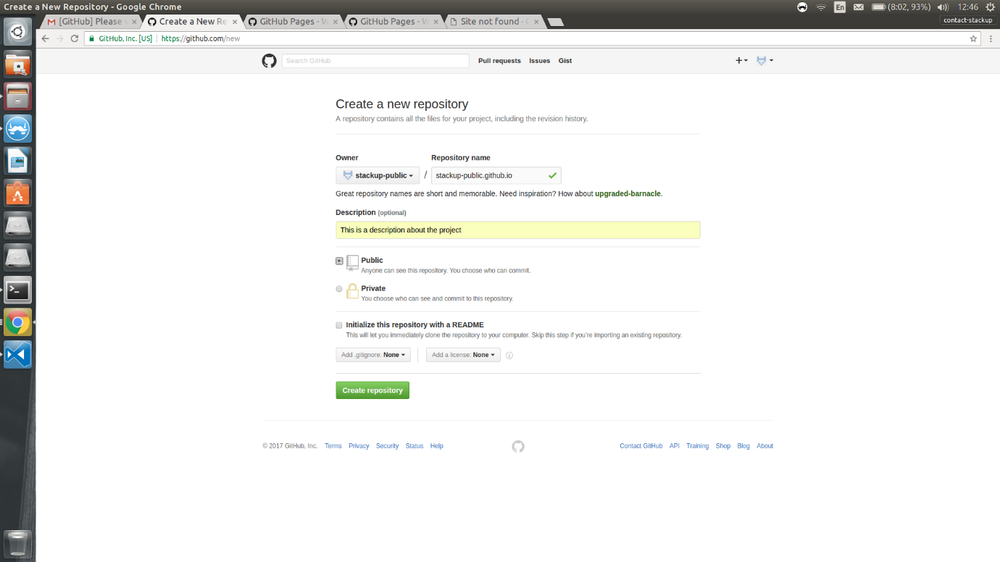 Create a New Repository - Google Chrome
En
(8:02, 93%)
12:46
[GitHub] Please
Create a New Re
GitHub Pages - W
GitHub Pages - W
Site not found ·
contact-stackup
GitHub, Inc. [US]
https://github.com/new
Search GitHub
Pull requests
Issues
Gist
Create a new repository
A repository contains all the files for your project, including the revision history.
Owner
Repository name
stackup-public
/
stackup-public.github.io
Great repository names are short and memorable. Need inspiration? How about upgraded-barnacle.
Description (optional)
This is a description about the project
Public
Anyone can see this repository. You choose who can commit.
Private
You choose who can see and commit to this repository.
Initialize this repository with a README
This will let you immediately clone the repository to your computer. Skip this step if you're importing an existing repository.
Add .gitignore: None
Add a license: None
Create repository
© 2017 GitHub, Inc.
Terms
Privacy
Security
Status
Help
Contact GitHub
API
Training
Shop
Blog
About